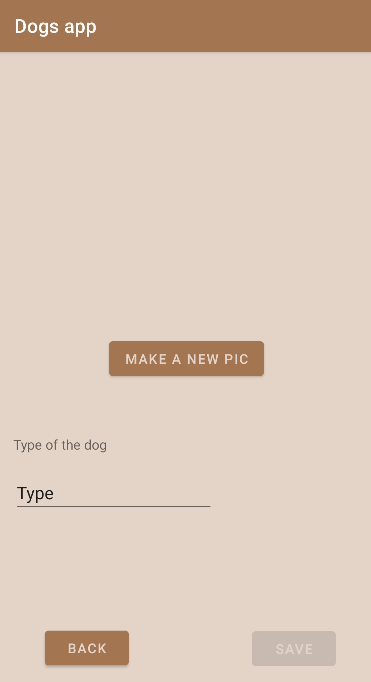 Dogs app
MAKE A NEW PIC
Type of the dog
Type
BACK
SAVE